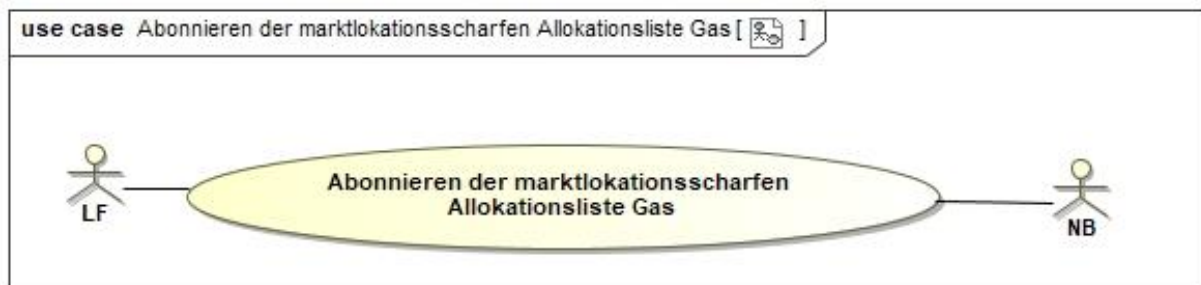 use case Abonnieren der marktlokationsscharfen Allokationsliste Gas [ ]
Abonnieren der marktlokationsscharfen
Allokationsliste Gas
LF
NB